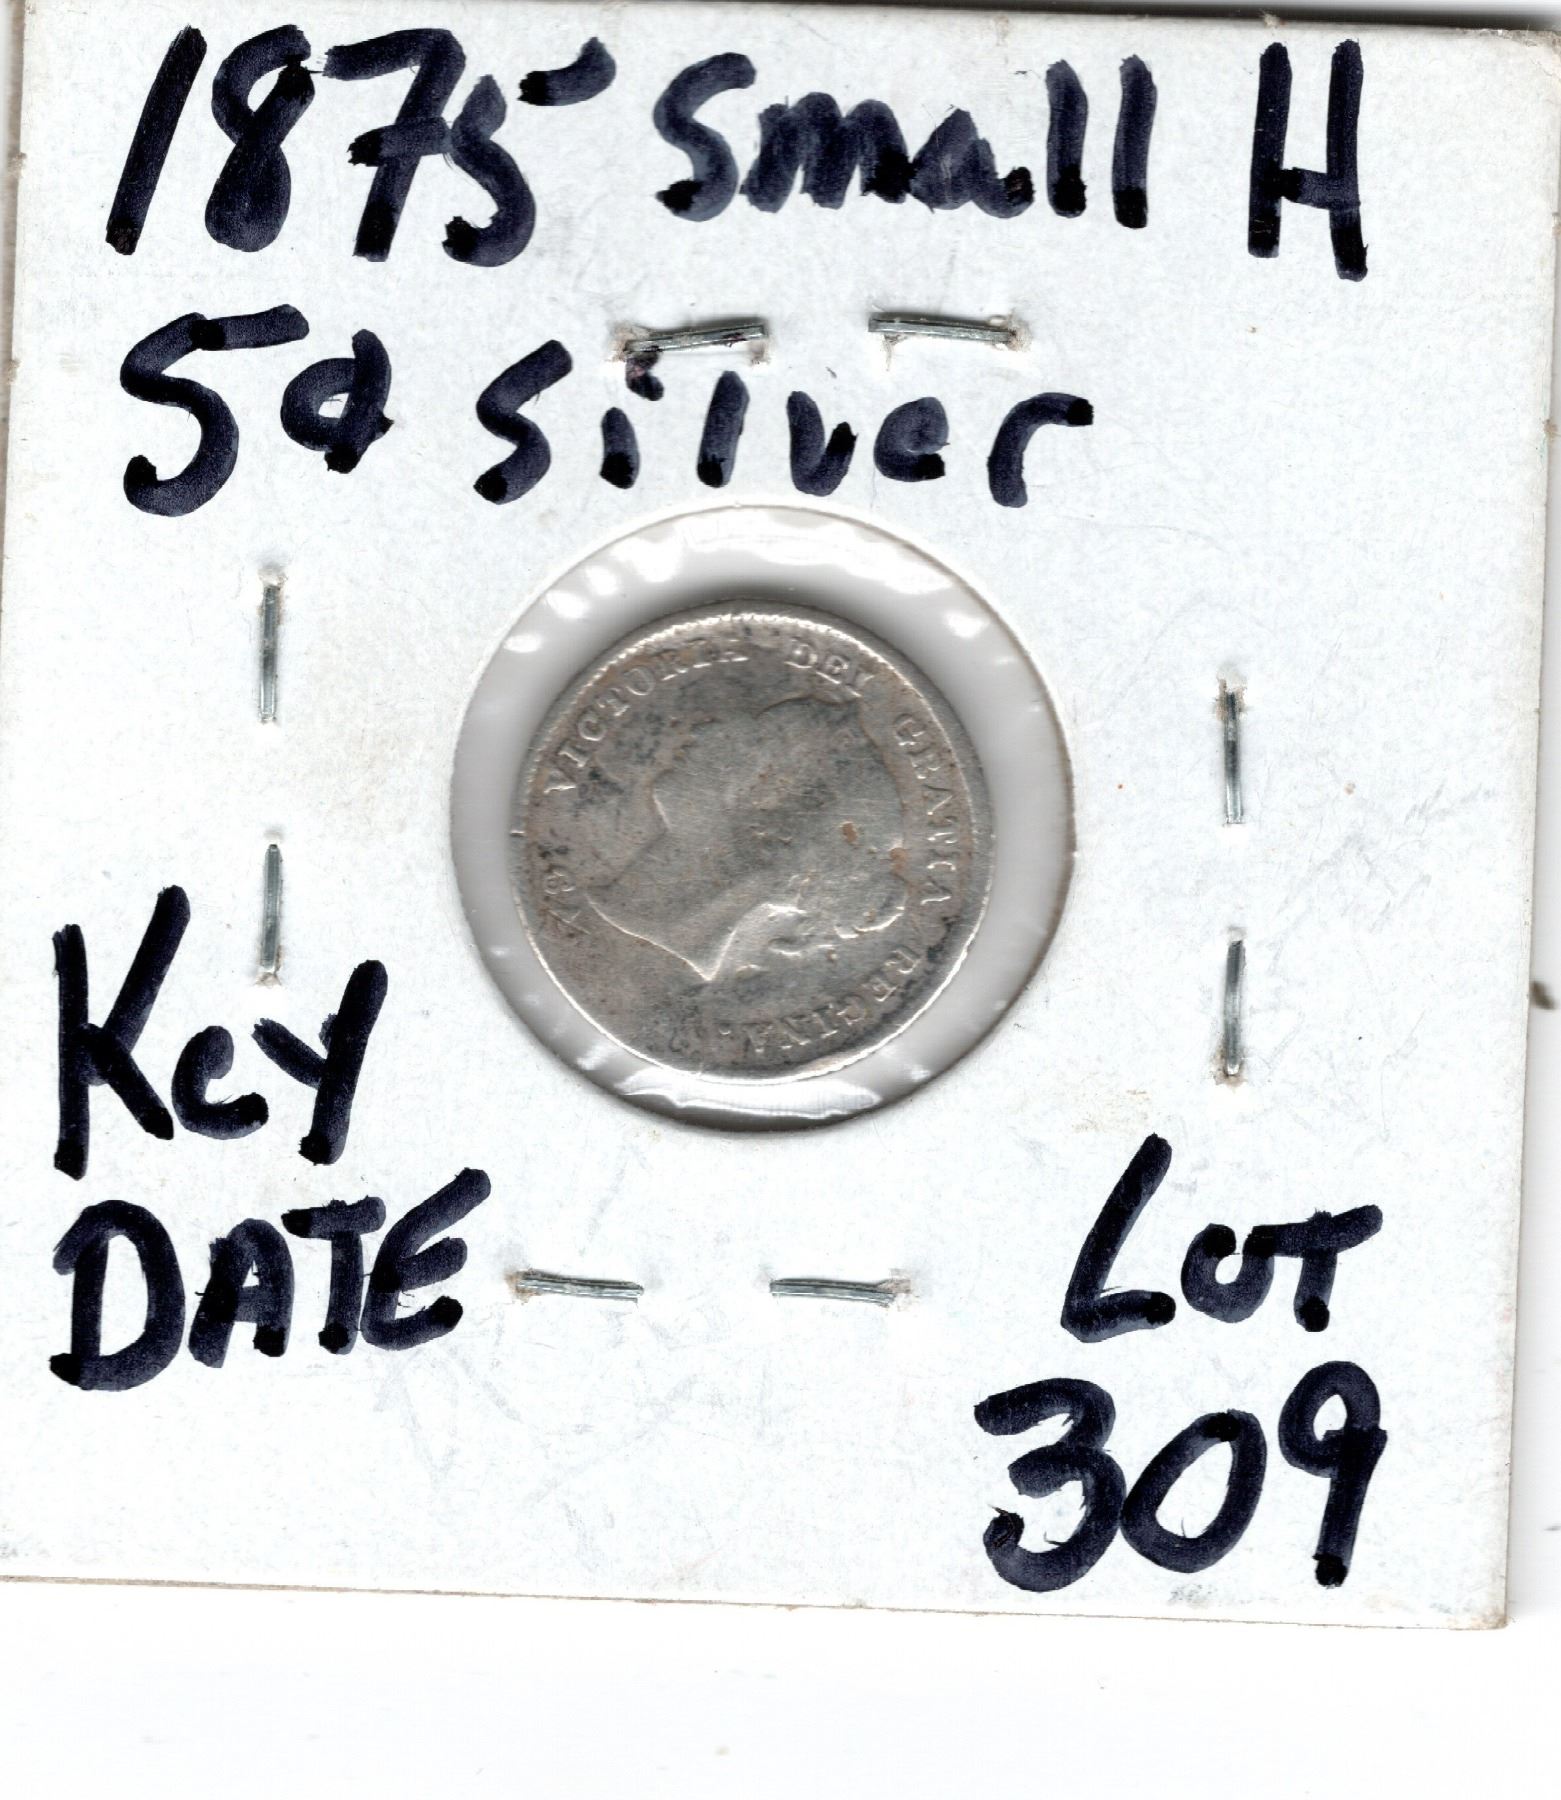 1875 Small H
5¢ Silver
VICTORIA DEI GRATIA REGINA.
Key
DATE
Lot
309